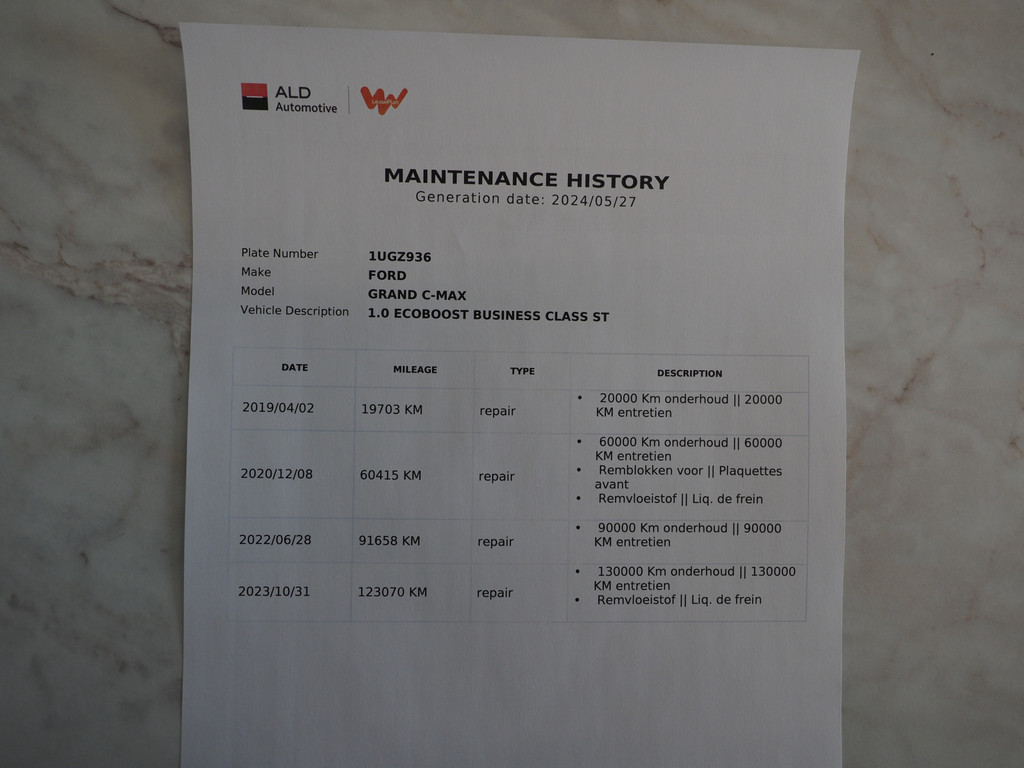 ALD
Automotive
LeasePlan
MAINTENANCE HISTORY
Generation date: 2024/05/27
Plate Number 1UGZ936
Make FORD
Model GRAND C-MAX
Vehicle Description 1.0 ECOBOOST BUSINESS CLASS ST
DATE MILEAGE TYPE DESCRIPTION
2019/04/02 19703 KM repair • 20000 Km onderhoud || 20000
KM entretien
2020/12/08 60415 KM repair • 60000 Km onderhoud || 60000
KM entretien
• Remblokken voor || Plaquettes
avant
• Remvloeistof || Liq. de frein
2022/06/28 91658 KM repair • 90000 Km onderhoud || 90000
KM entretien
2023/10/31 123070 KM repair • 130000 Km onderhoud || 130000
KM entretien
• Remvloeistof || Liq. de frein